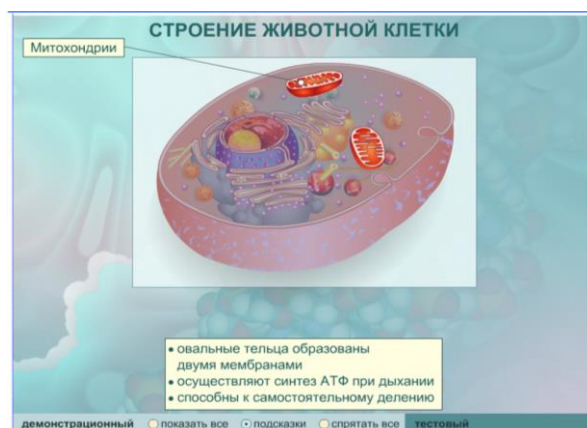 СТРОЕНИЕ ЖИВОТНОЙ КЛЕТКИ
Митохондрии
• овальные тельца образованы
двумя мембранами
• осуществляют синтез АТФ при дыхании
• способны к самостоятельному делению
демонстрационный показать все подсказки спрятать все тестовый